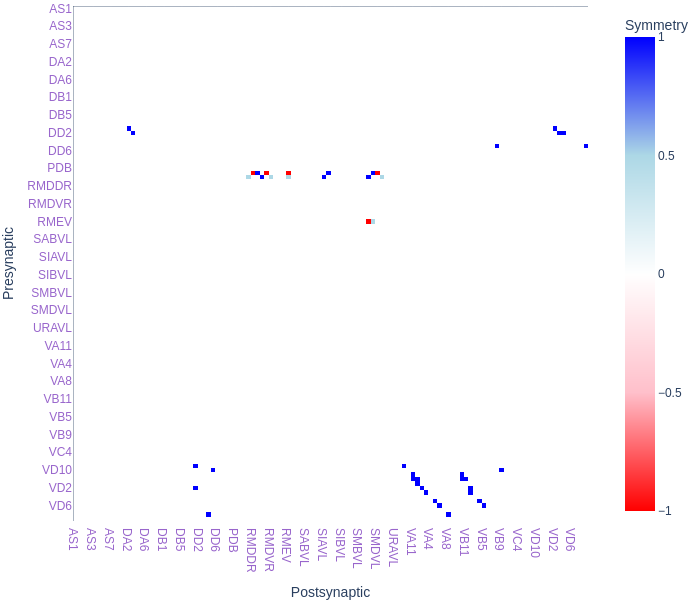 Symmetry
1
0.5
0
−0.5
−1
Presynaptic
AS1
AS3
AS7
DA2
DA6
DB1
DB5
DD2
DD6
PDB
RMDDR
RMDVR
RMEV
SABVL
SIAVL
SIBVL
SMBVL
SMDVL
URAVL
VA11
VA4
VA8
VB11
VB5
VB9
VC4
VD10
VD2
VD6
AS1
AS3
AS7
DA2
DA6
DB1
DB5
DD2
DD6
PDB
RMDDR
RMDVR
RMEV
SABVL
SIAVL
SIBVL
SMBVL
SMDVL
URAVL
VA11
VA4
VA8
VB11
VB5
VB9
VC4
VD10
VD2
VD6
Postsynaptic